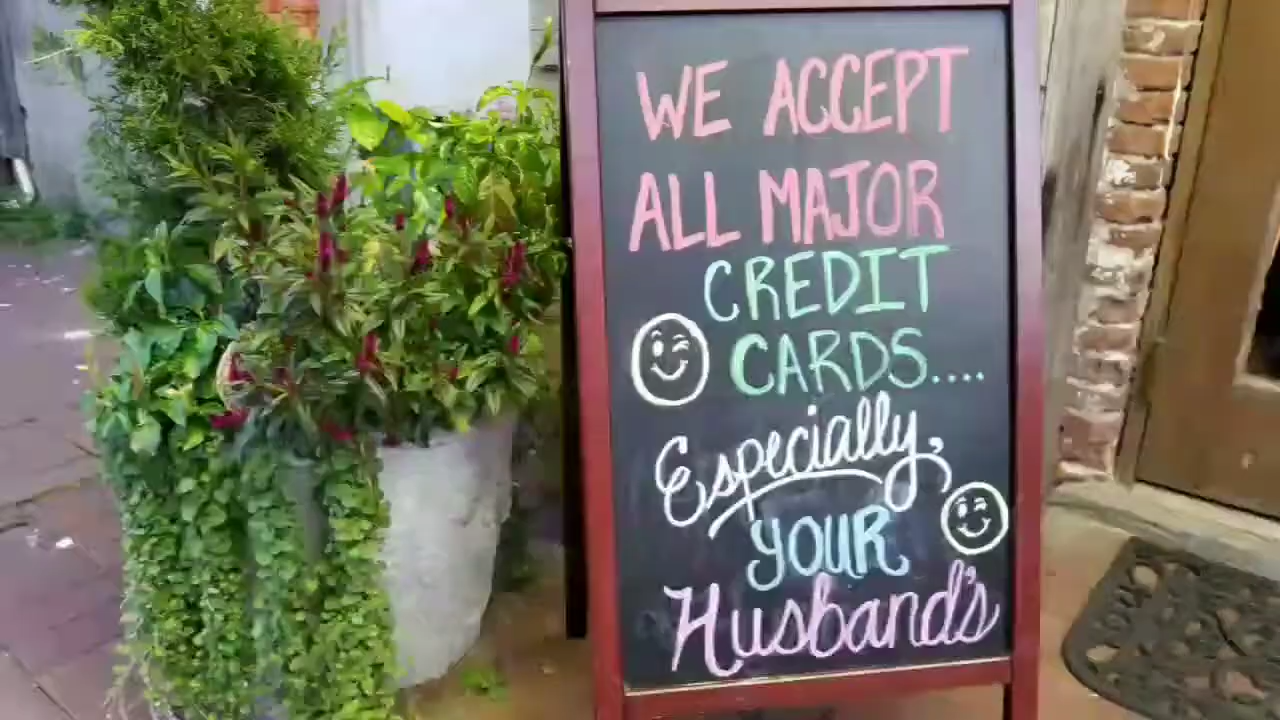 WE ACCEPT
ALL MAJOR
CREDIT
CARDS....
Especially,
YOUR
Husband's